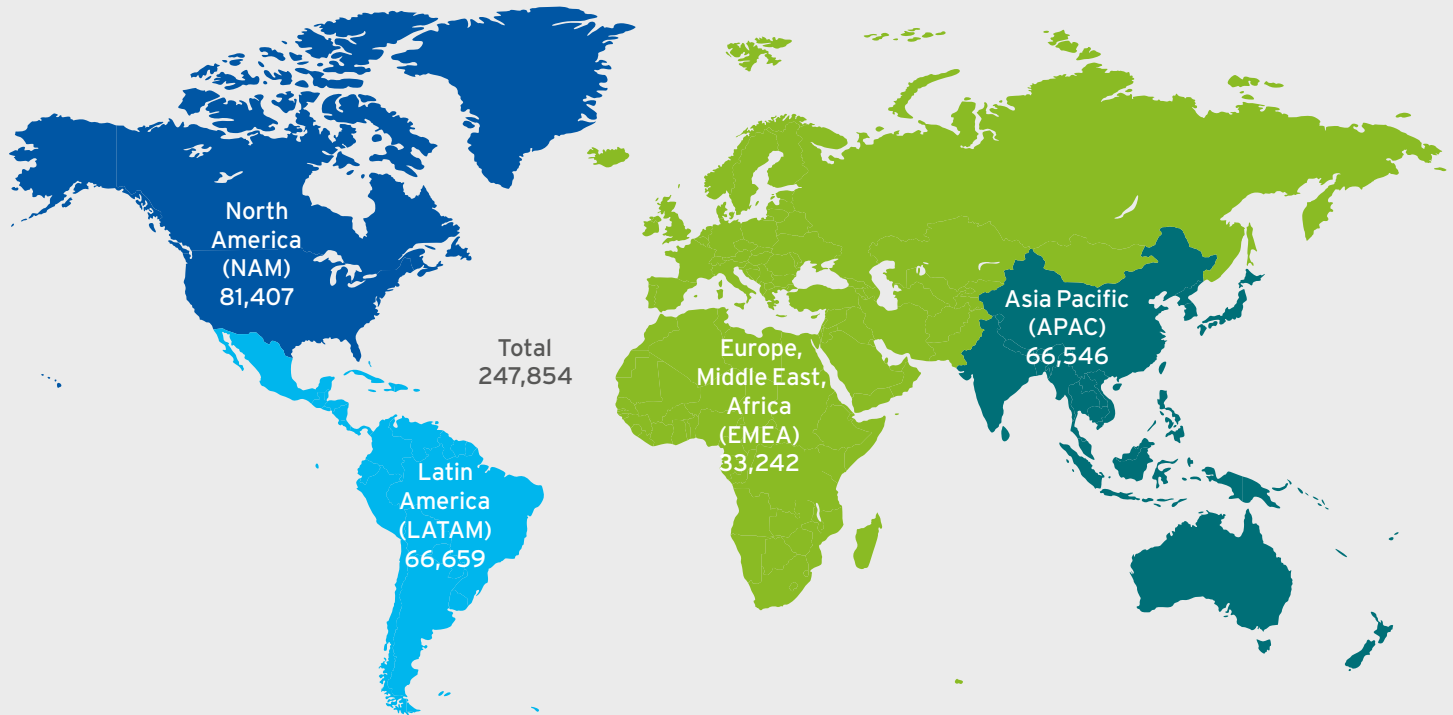 North
America
(NAM)
81,407
Total
247,854
Latin
America
(LATAM)
66,659
Europe,
Middle East,
Africa
(EMEA)
33,242
Asia Pacific
(APAC)
66,546